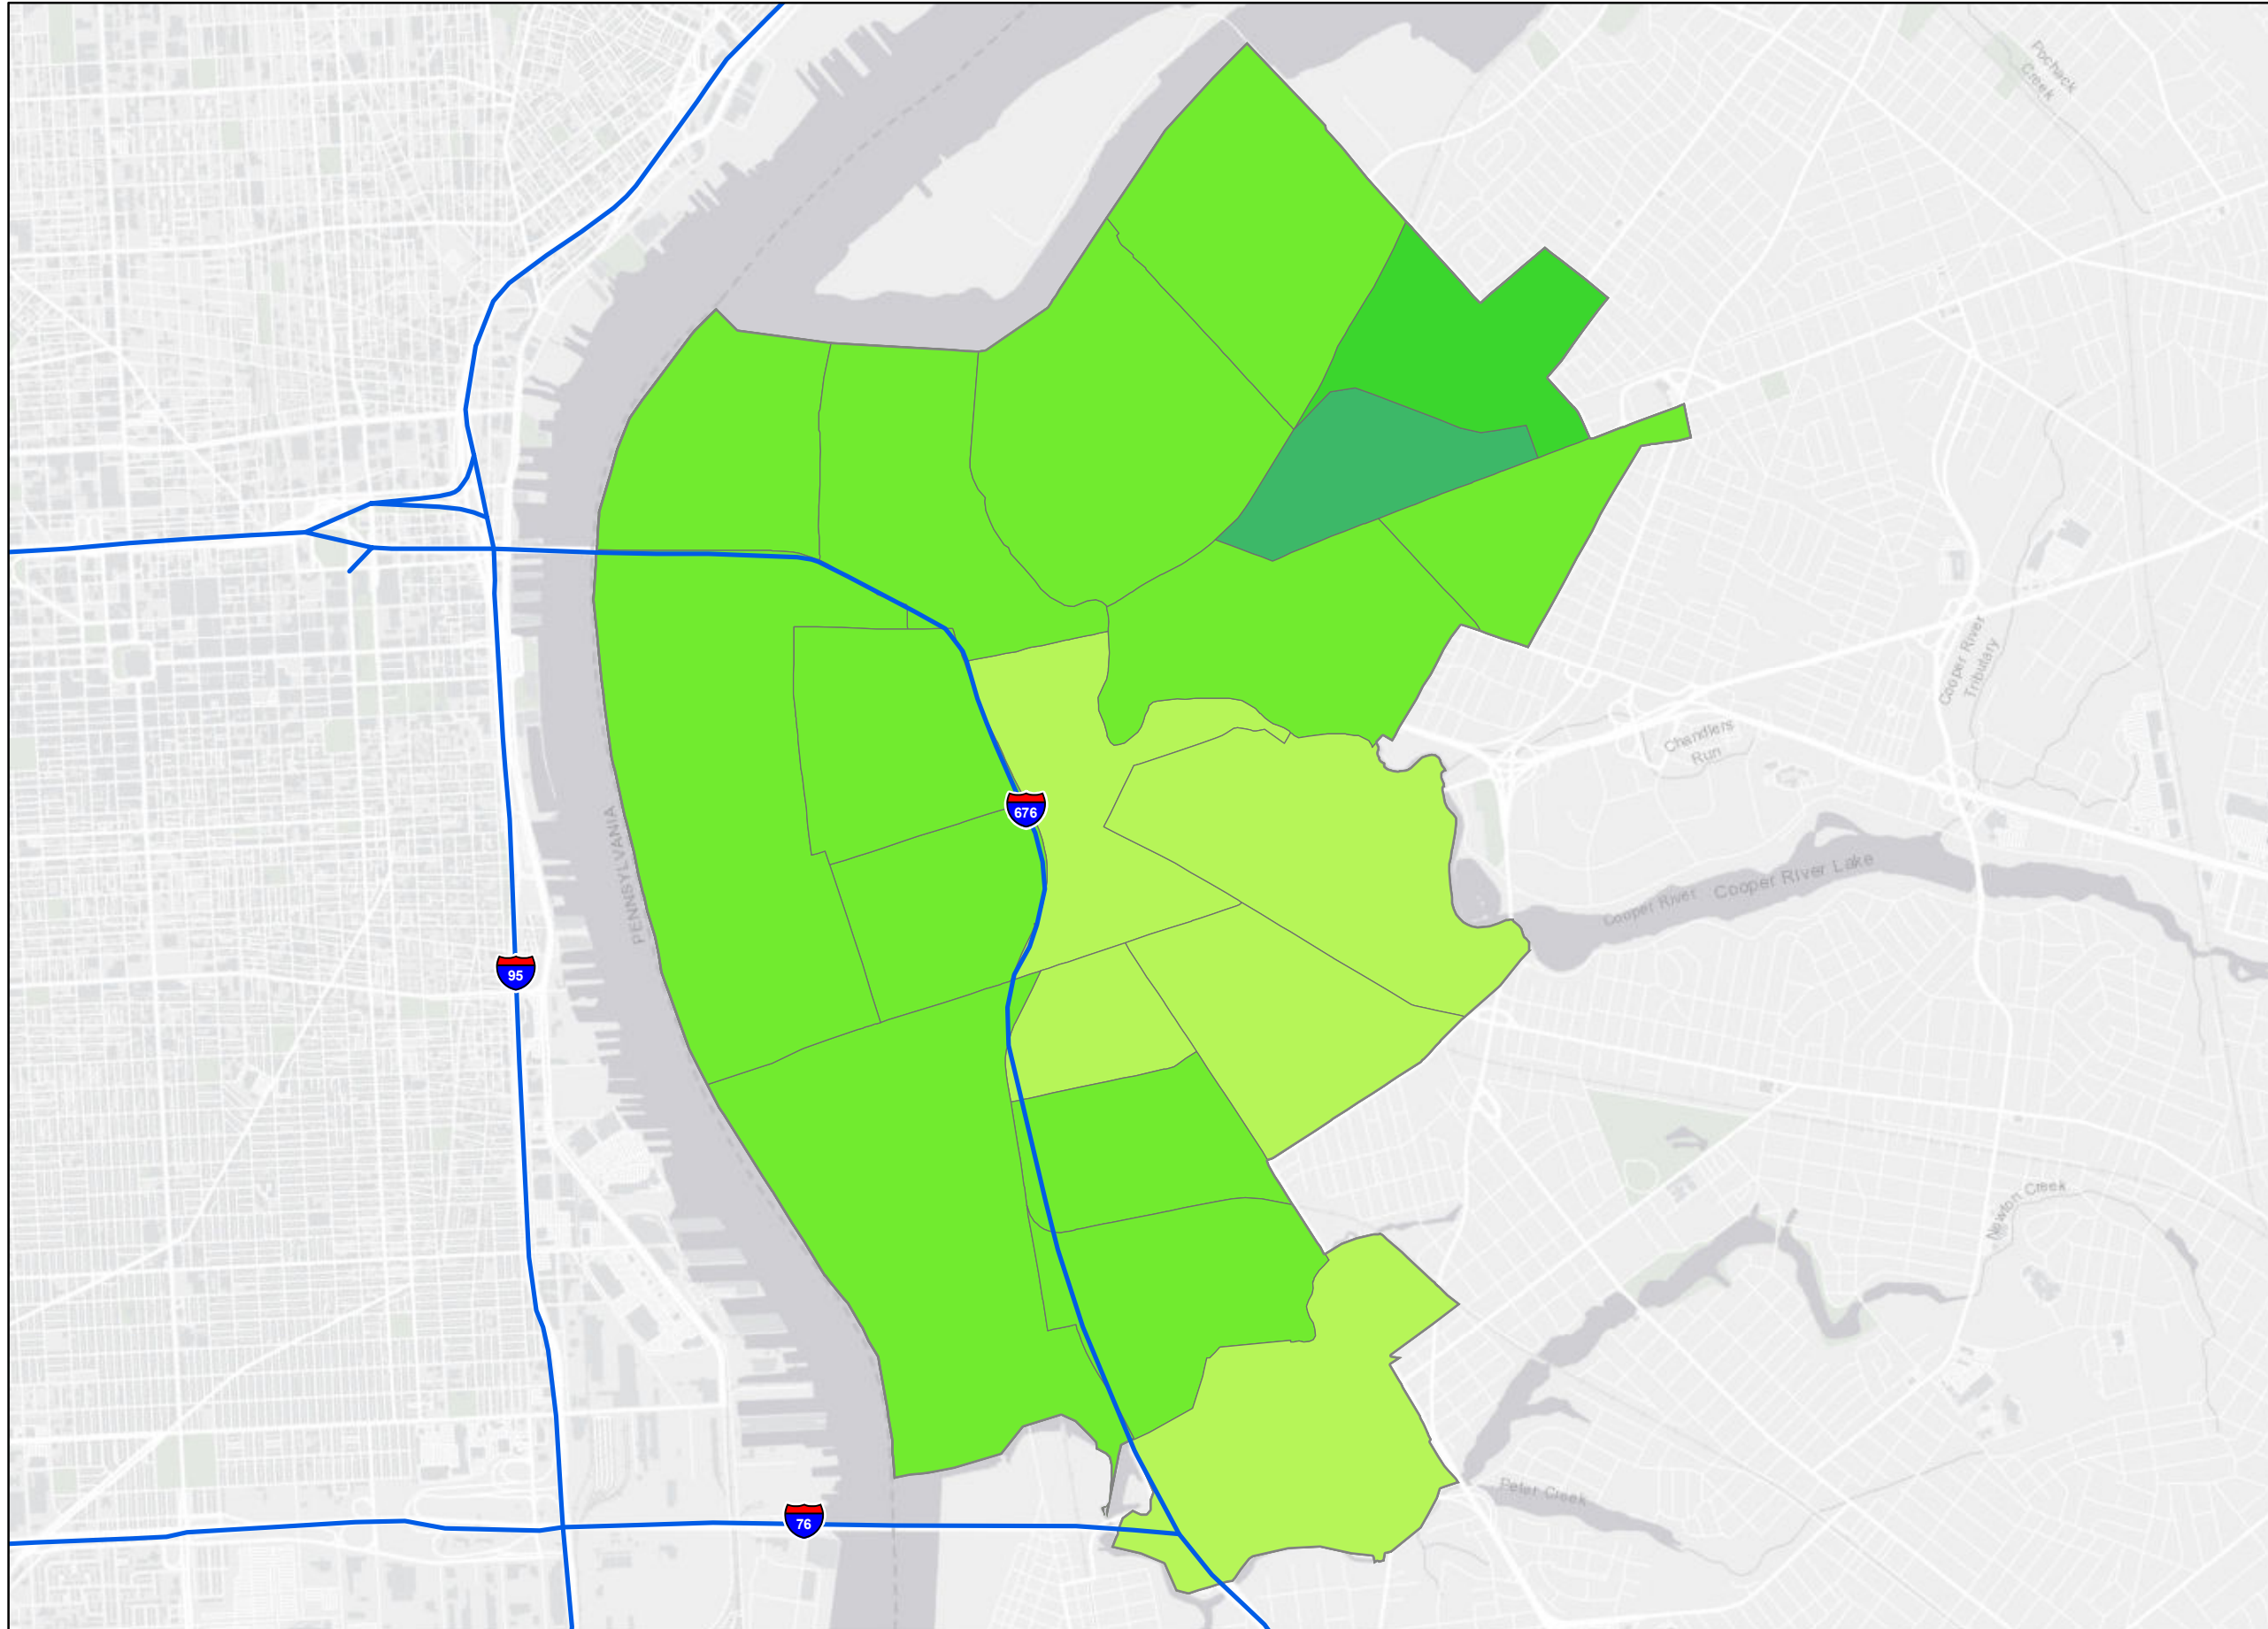 Pochack
Creek
Cooper River
Tributary
Chandlers
Run
PENNSYLVANIA
676
Cooper River
Cooper River Lake
95
Newton Creek
Peter Creek
76